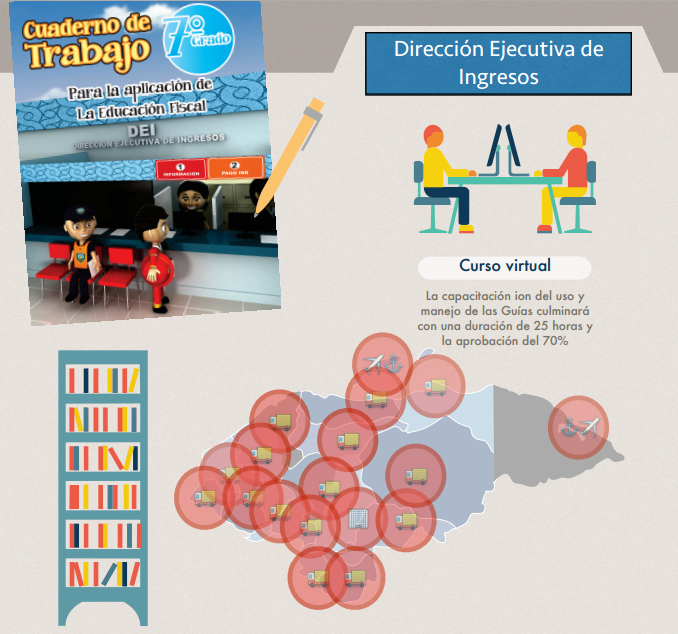 Cuaderno de
Trabajo
7º
Grado
Para la aplicación de
La Educación Fiscal
DEI
DIRECCIÓN EJECUTIVA DE INGRESOS
1
INFORMACIÓN
2
PAGO ISR
Dirección Ejecutiva de
Ingresos
Curso virtual
La capacitación ion del uso y
manejo de las Guías culminará
con una duración de 25 horas y
la aprobación del 70%